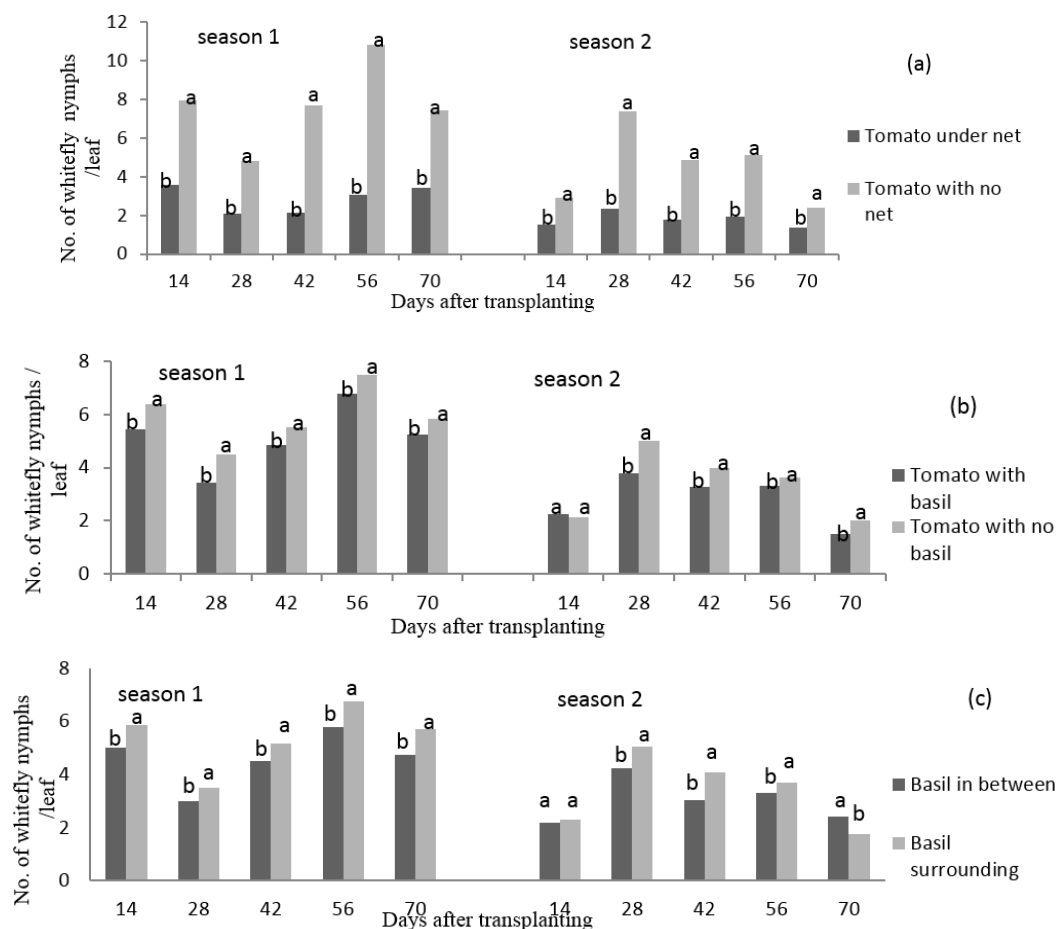 12
10
8
6
4
2
0
No. of whitefly nymphs
/leaf
season 1
season 2
(a)
b a b a b a b a b a b a b a b a b a b a
14 28 42 56 70 14 28 42 56 70
Days after transplanting
Tomato under net
Tomato with no
net
8
6
4
2
0
No. of whitefly nymphs /
leaf
season 1
season 2
(b)
b a b a b a b a b a a a b a b a b a b a
14 28 42 56 70 14 28 42 56 70
Days after transplanting
Tomato with
basil
Tomato with no
basil
8
6
4
2
0
No. of whitefly nymphs
/leaf
season 1
season 2
(c)
b a b a b a b a b a a a b a b a b a a b
14 28 42 56 70 14 28 42 56 70
Days after transplanting
Basil in between
Basil
surrounding